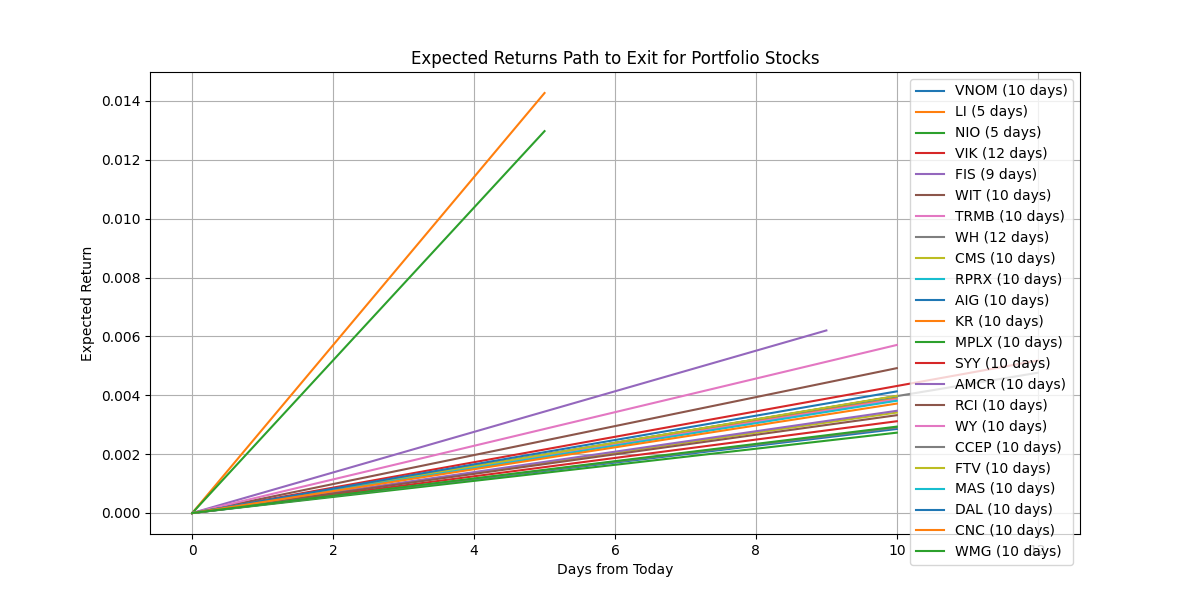 Expected Returns Path to Exit for Portfolio Stocks
Expected Return
0.014
0.012
0.010
0.008
0.006
0.004
0.002
0.000
0
2
4
6
8
10
Days from Today
VNOM (10 days)
LI (5 days)
NIO (5 days)
VIK (12 days)
FIS (9 days)
WIT (10 days)
TRMB (10 days)
WH (12 days)
CMS (10 days)
RPRX (10 days)
AIG (10 days)
KR (10 days)
MPLX (10 days)
SYY (10 days)
AMCR (10 days)
RCI (10 days)
WY (10 days)
CCEP (10 days)
FTV (10 days)
MAS (10 days)
DAL (10 days)
CNC (10 days)
WMG (10 days)